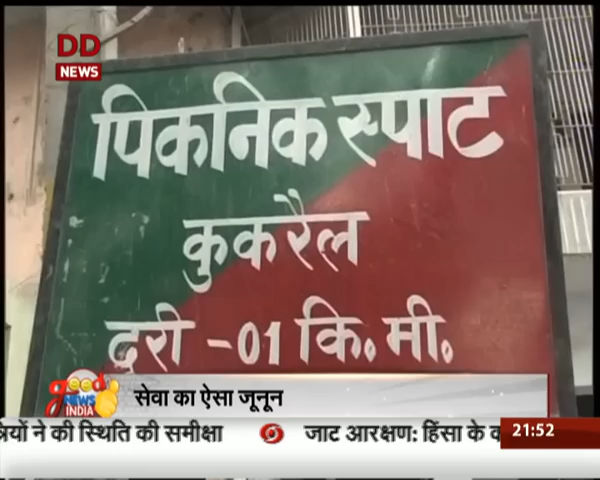 DD
NEWS
पिकनिक स्पाट
कुकरैल
दुरी -01 कि. मी.
good
NEWS
INDIA
सेवा का ऐसा जूनून
त्रियों ने की स्थिति की समीक्षा
जाट आरक्षण: हिंसा के
21:52